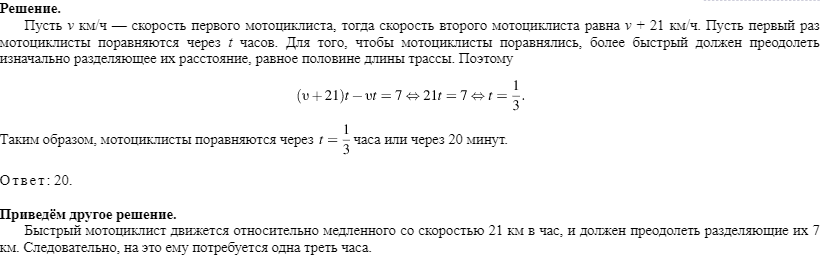 Решение.
Пусть v км/ч — скорость первого мотоциклиста, тогда скорость второго мотоциклиста равна v + 21 км/ч. Пусть первый раз
мотоциклисты поравняются через t часов. Для того, чтобы мотоциклисты поравнялись, более быстрый должен преодолеть
изначально разделяющее их расстояние, равное половине длины трассы. Поэтому
(v + 21)t − vt = 7 ⇔ 21t = 7 ⇔ t = 1/3.
Таким образом, мотоциклисты поравняются через t = 1/3 часа или через 20 минут.
Ответ: 20.
Приведём другое решение.
Быстрый мотоциклист движется относительно медленного со скоростью 21 км в час, и должен преодолеть разделяющие их 7
км. Следовательно, на это ему потребуется одна треть часа.